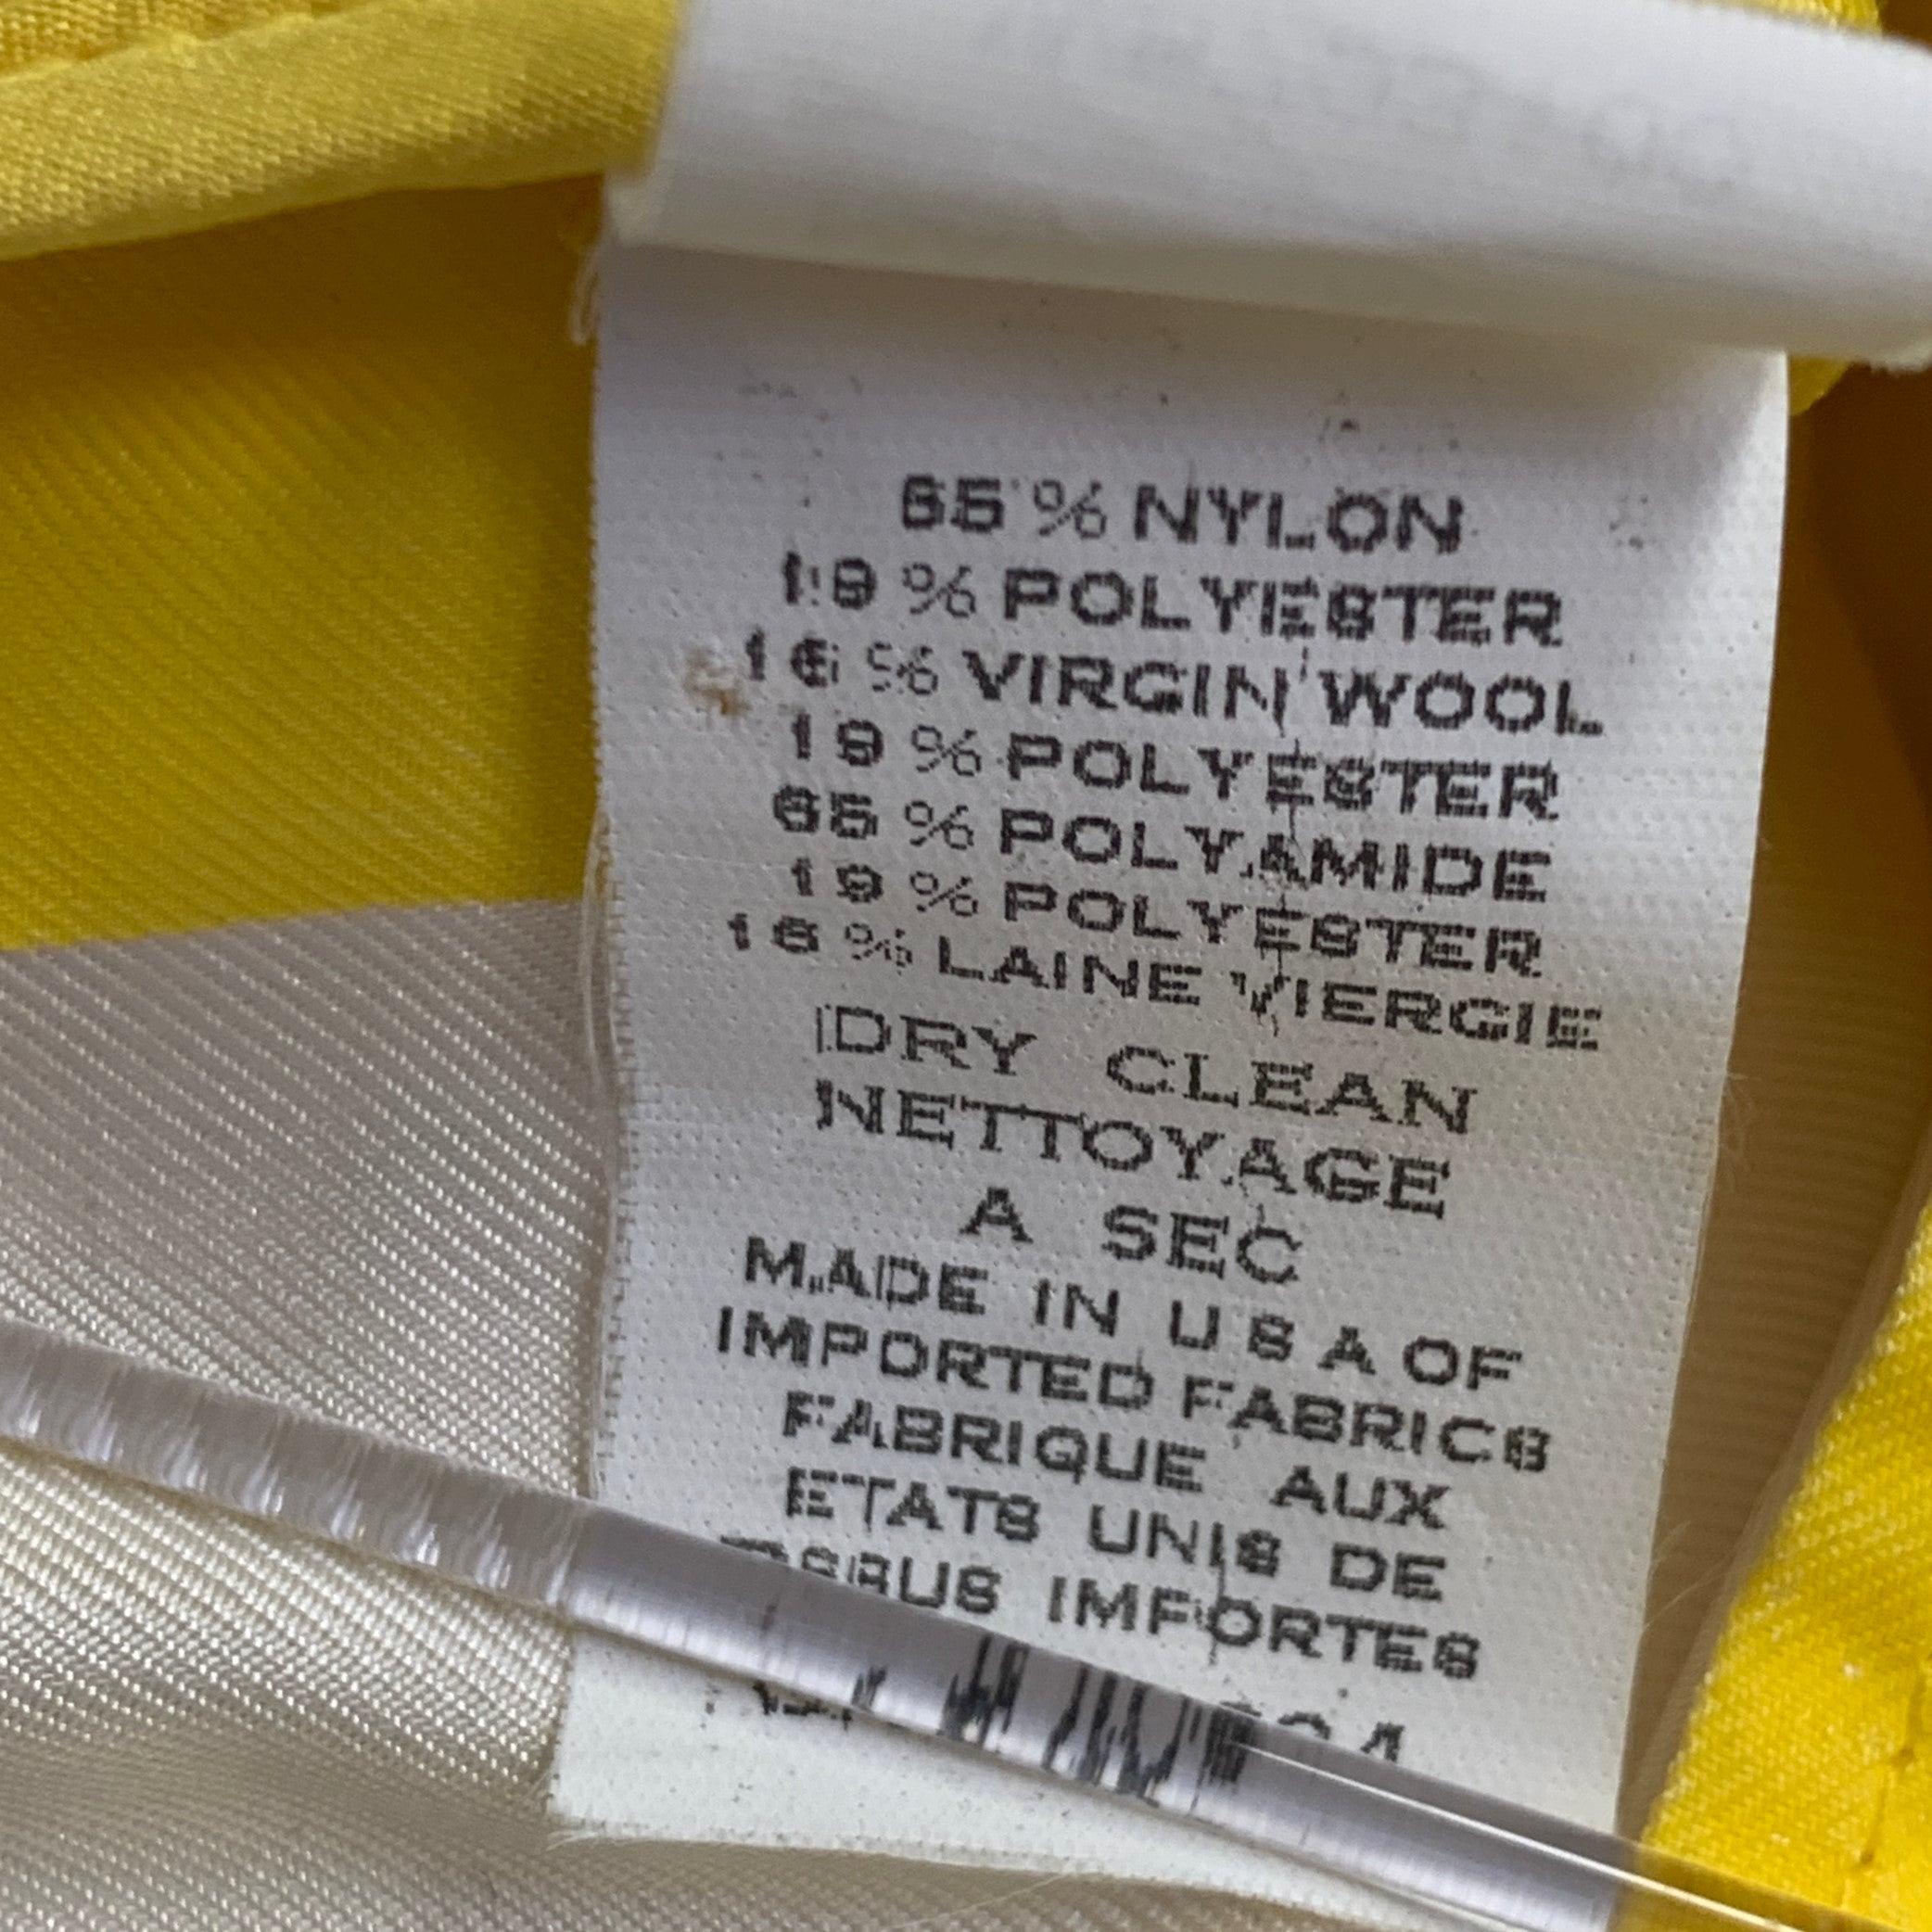 65 % NYLON
19 % POLYESTER
16 % VIRGIN WOOL
19 % POLYESTER
65 % POLYAMIDE
19 % POLYESTER
16 % LAINE VIERGIE
DRY CLEAN
NETTOYAGE
A SEC
MADE IN U S A OF
IMPORTED FABRICS
FABRIQUE AUX
ETATS UNIS DE
IMPORTES